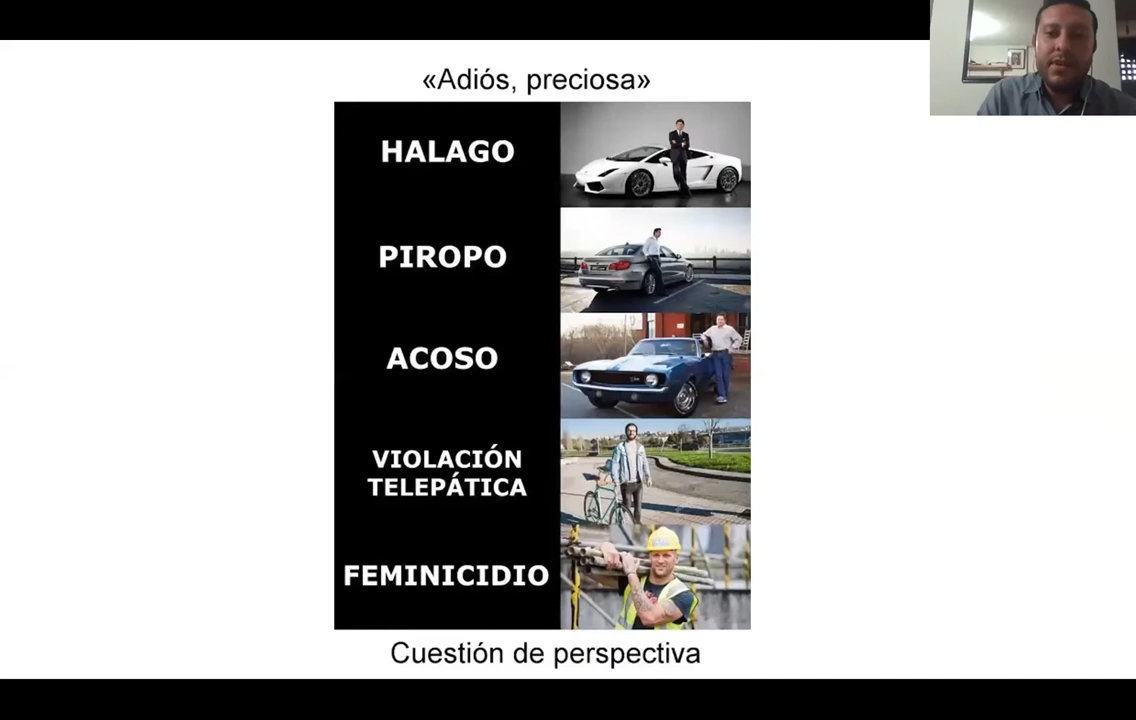 «Adiós, preciosa»
HALAGO
PIROPO
ACOSO
VIOLACIÓN
TELEPÁTICA
FEMINICIDIO
Cuestión de perspectiva